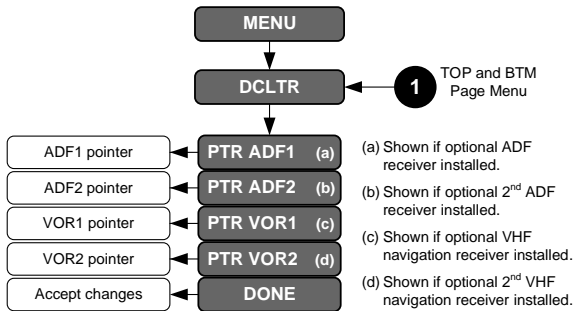 MENU
DCLTR
1
TOP and BTM
Page Menu
ADF1 pointer
PTR ADF1 (a)
ADF2 pointer
PTR ADF2 (b)
VOR1 pointer
PTR VOR1 (c)
VOR2 pointer
PTR VOR2 (d)
Accept changes
DONE
(a) Shown if optional ADF
receiver installed.
(b) Shown if optional 2nd ADF
receiver installed.
(c) Shown if optional VHF
navigation receiver installed.
(d) Shown if optional 2nd VHF
navigation receiver installed.